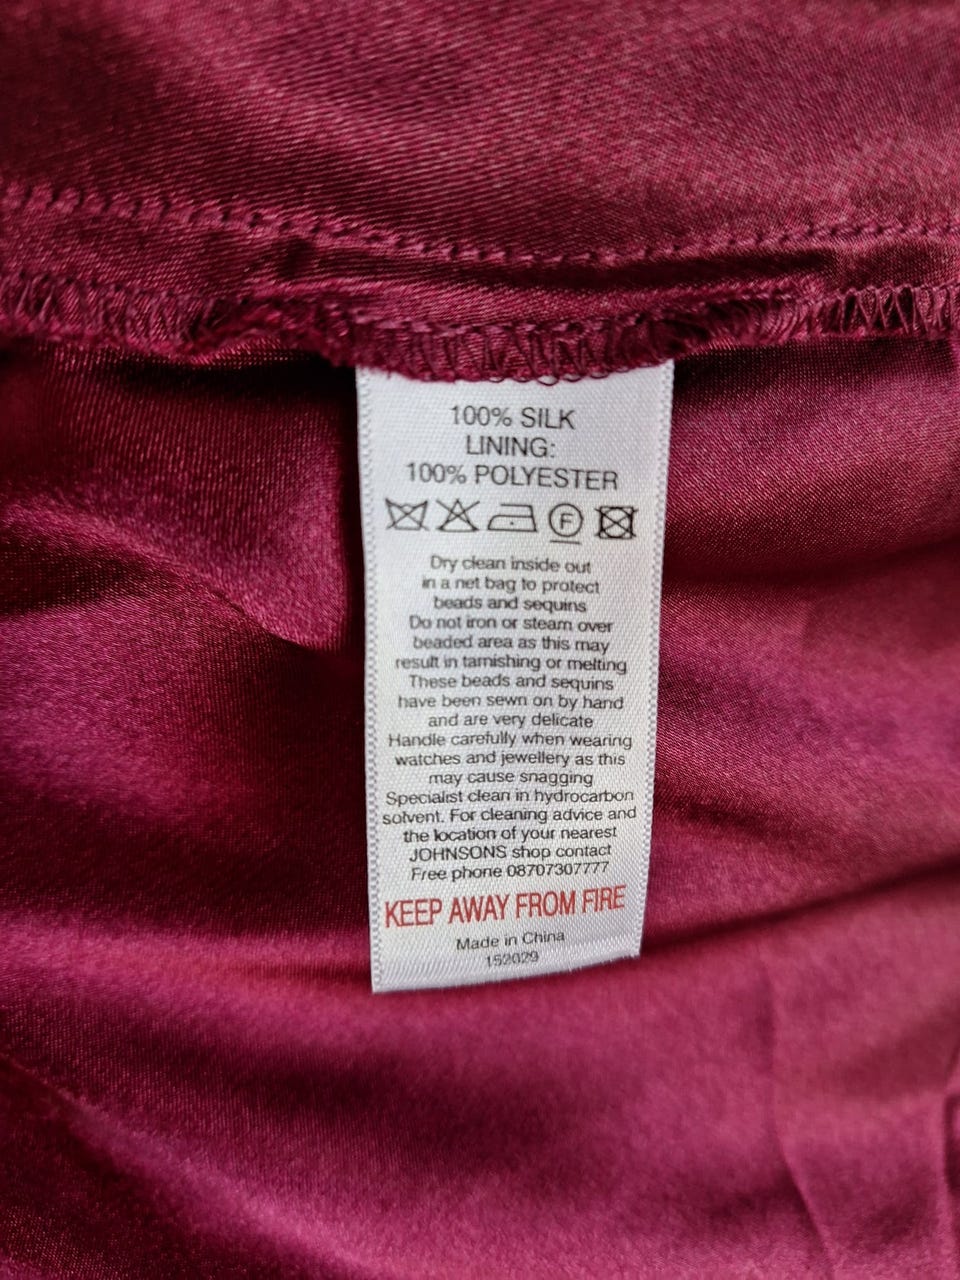 100% SILK
LINING:
100% POLYESTER
F
Dry clean inside out
in a net bag to protect
beads and sequins
Do not iron or steam over
beaded area as this may
result in tarnishing or melting
These beads and sequins
have been sewn on by hand
and are very delicate
Handle carefully when wearing
watches and jewellery as this
may cause snagging
Specialist clean in hydrocarbon
solvent. For cleaning advice and
the location of your nearest
JOHNSONS shop contact
Free phone 08707307777
KEEP AWAY FROM FIRE
Made in China
152029